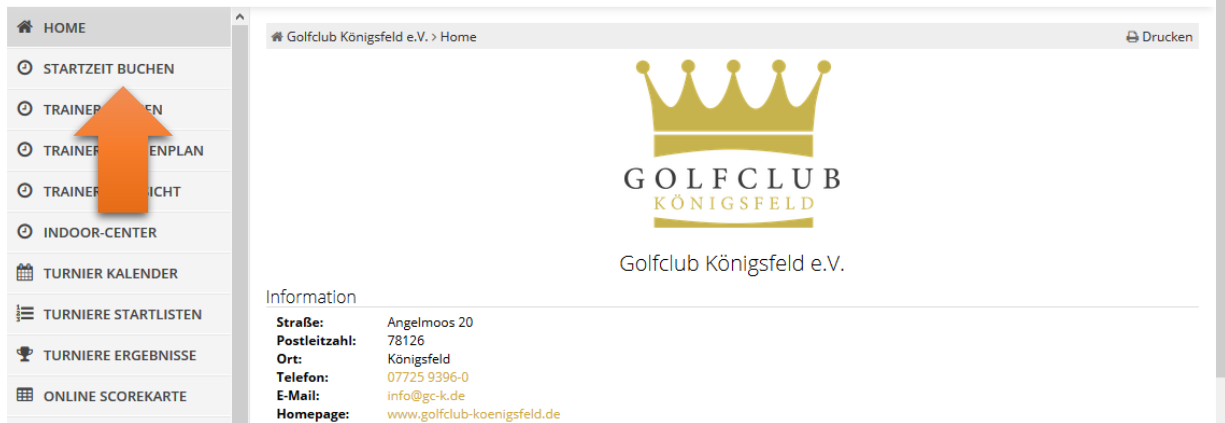 HOME
STARTZEIT BUCHEN
TRAINER
TRAINER
TRAINER
INDOOR-CENTER
TURNIER KALENDER
TURNIERE STARTLISTEN
TURNIERE ERGEBNISSE
ONLINE SCOREKARTE
Golfclub Königsfeld e.V. > Home
Drucken
GOLFCLUB
KÖNIGSFELD
Golfclub Königsfeld e.V.
Information
Straße: Angelmoos 20
Postleitzahl: 78126
Ort: Königsfeld
Telefon: 07725 9396-0
E-Mail: info@gc-k.de
Homepage: www.golfclub-koenigsfeld.de